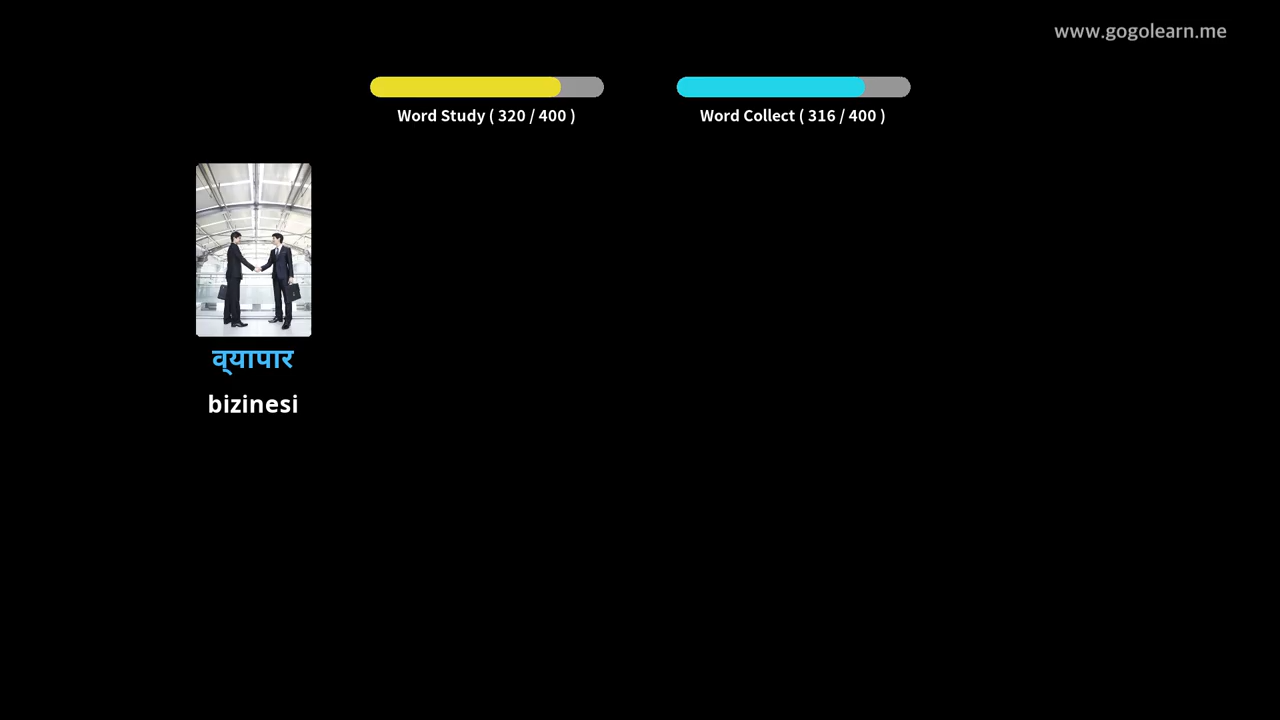 www.gogolearn.me
Word Study ( 320 / 400 )
Word Collect ( 316 / 400 )
व्यापार
bizinesi